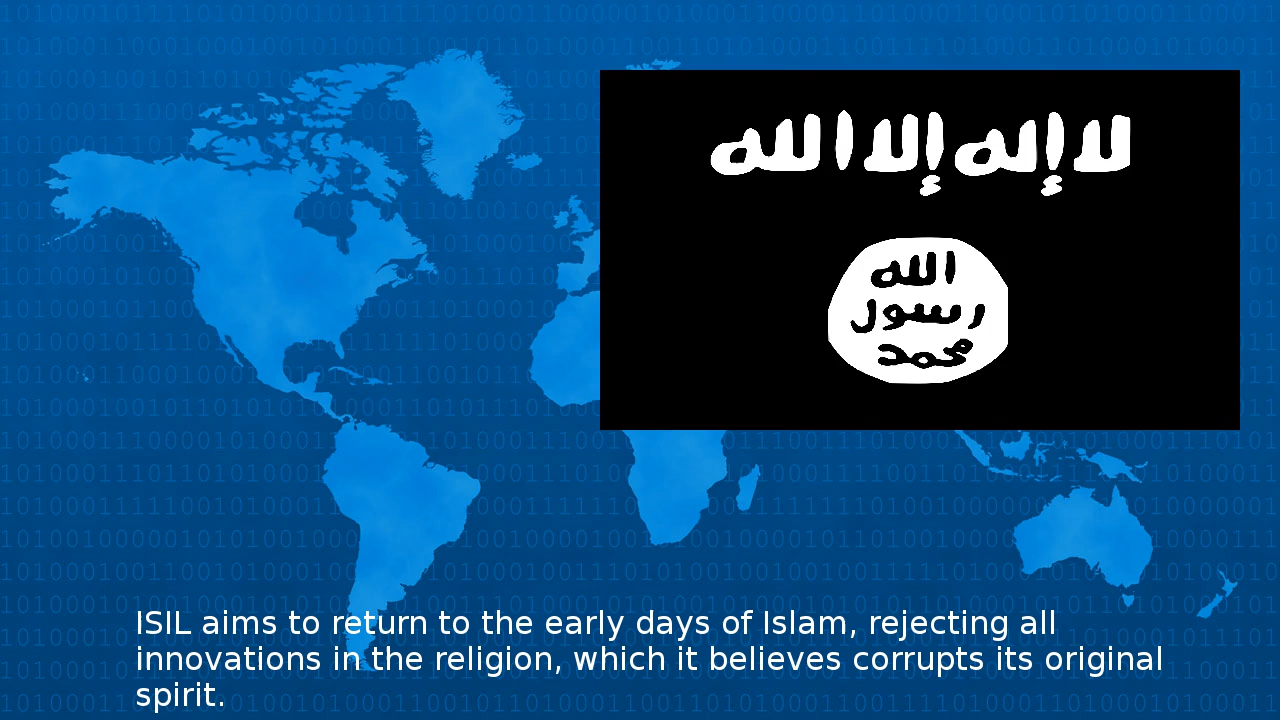 لا إله إلا الله
الله
رسول
محمد
ISIL aims to return to the early days of Islam, rejecting all
innovations in the religion, which it believes corrupts its original
spirit.